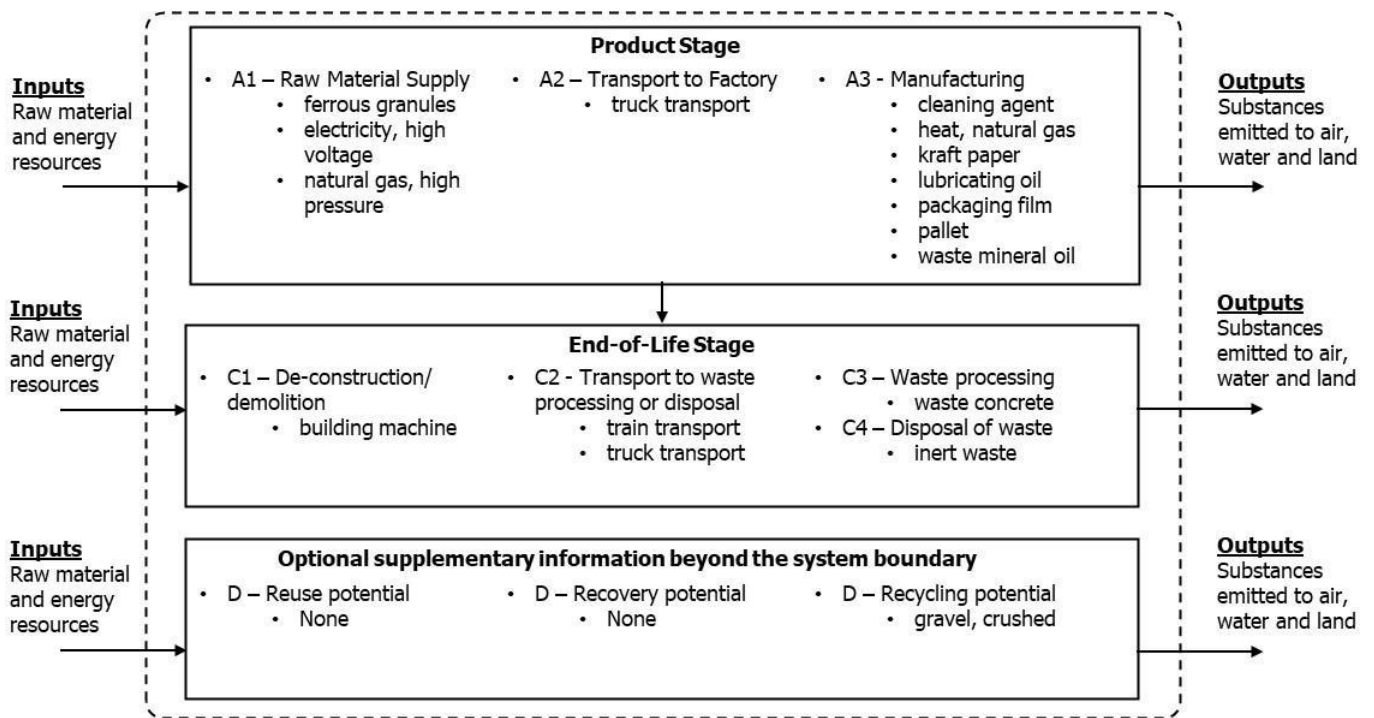 Product Stage
Inputs
Raw material
and energy
resources
• A1 – Raw Material Supply
• ferrous granules
• electricity, high
voltage
• natural gas, high
pressure
• A2 – Transport to Factory
• truck transport
• A3 - Manufacturing
• cleaning agent
• heat, natural gas
• kraft paper
• lubricating oil
• packaging film
• pallet
• waste mineral oil
Outputs
Substances
emitted to air,
water and land
End-of-Life Stage
Inputs
Raw material
and energy
resources
• C1 – De-construction/
demolition
• building machine
• C2 - Transport to waste
processing or disposal
• train transport
• truck transport
• C3 – Waste processing
• waste concrete
• C4 – Disposal of waste
• inert waste
Outputs
Substances
emitted to air,
water and land
Optional supplementary information beyond the system boundary
Inputs
Raw material
and energy
resources
• D – Reuse potential
• None
• D – Recovery potential
• None
• D – Recycling potential
• gravel, crushed
Outputs
Substances
emitted to air,
water and land